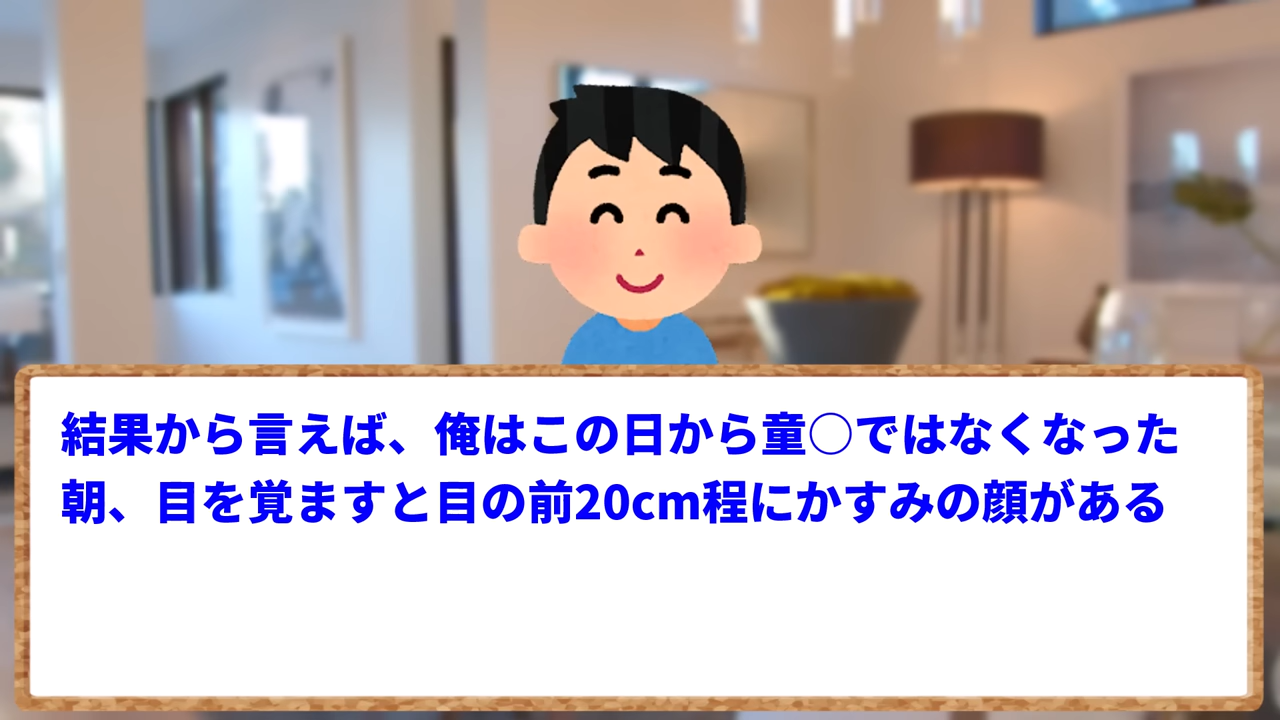 結果から言えば、俺はこの日から童〇ではなくなった
朝、目を覚ますと目の前20cm程にかすみの顔がある